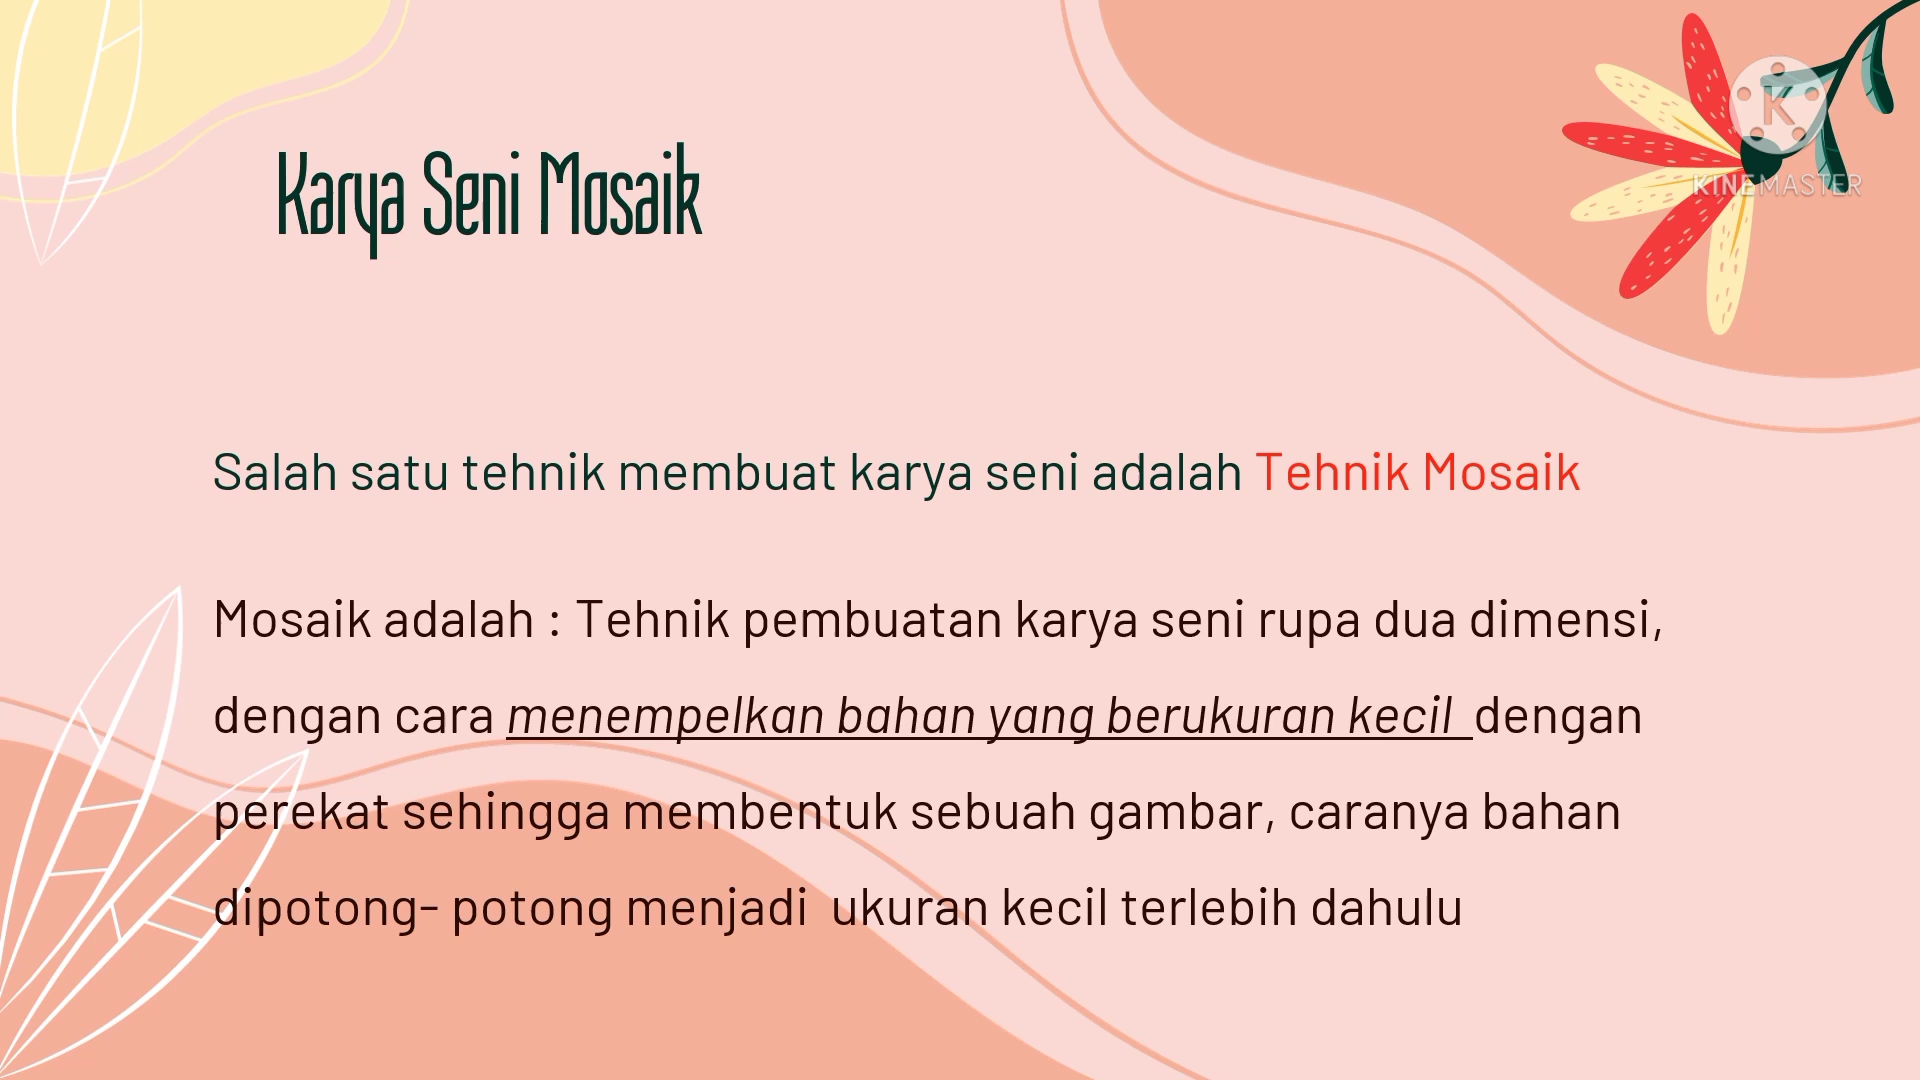 Karya Seni Mosaik
K
KINEMASTER
Salah satu tehnik membuat karya seni adalah Tehnik Mosaik
Mosaik adalah : Tehnik pembuatan karya seni rupa dua dimensi,
dengan cara menempelkan bahan yang berukuran kecil dengan
perekat sehingga membentuk sebuah gambar, caranya bahan
dipotong- potong menjadi ukuran kecil terlebih dahulu